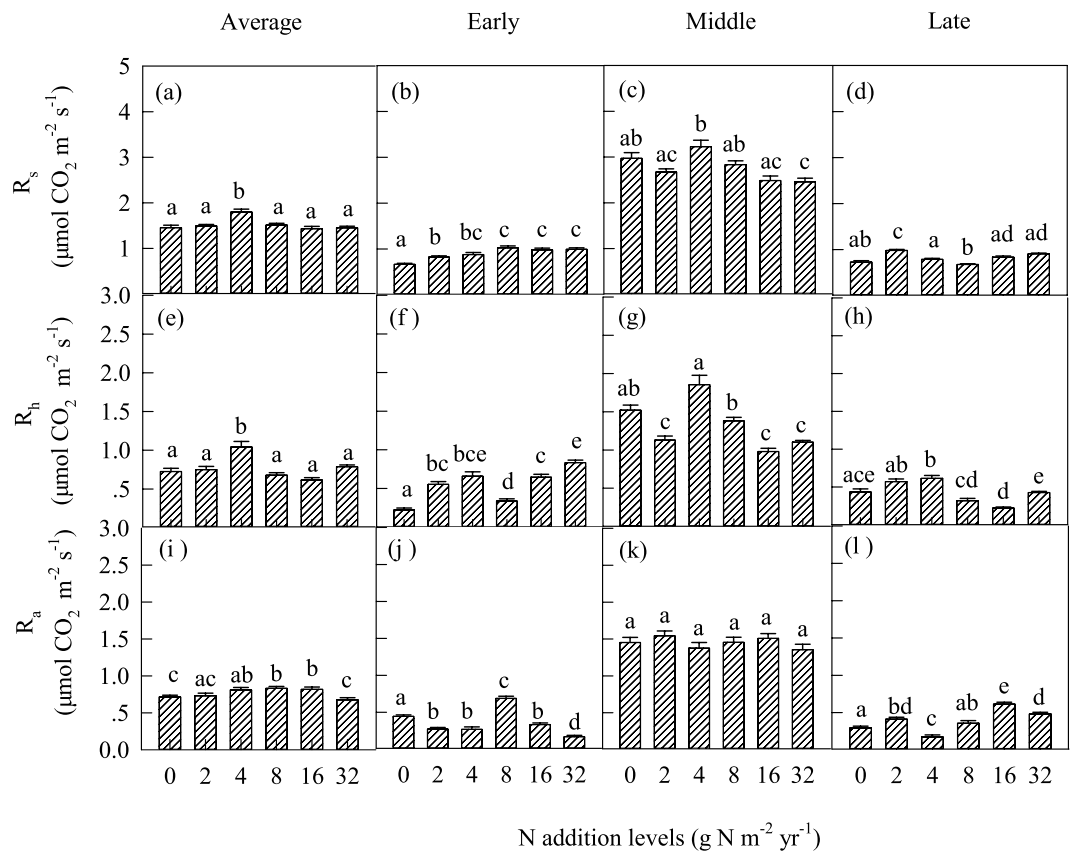 Average Early Middle Late
R_s (μmol CO₂ m⁻² s⁻¹)
5
4
3
2
1
(a) (b) (c) (d)
a a b a a a
a b bc c c c
ab ac b ab ac c
ab c a b ad ad
R_h (μmol CO₂ m⁻² s⁻¹)
3.0
2.5
2.0
1.5
1.0
.5
(e) (f ) (g) (h)
a a b a a a
a bc bce d c e
ab c a b c c
ace ab b cd d e
R_a (μmol CO₂ m⁻² s⁻¹)
3.0
2.5
2.0
1.5
1.0
.5
0.0
(i ) (j ) (k) (l )
c ac ab b b c
a b b c b d
a a a a a a
a bd c ab e d
0 2 4 8 16 32 0 2 4 8 16 32 0 2 4 8 16 32 0 2 4 8 16 32
N addition levels (g N m⁻² yr⁻¹)